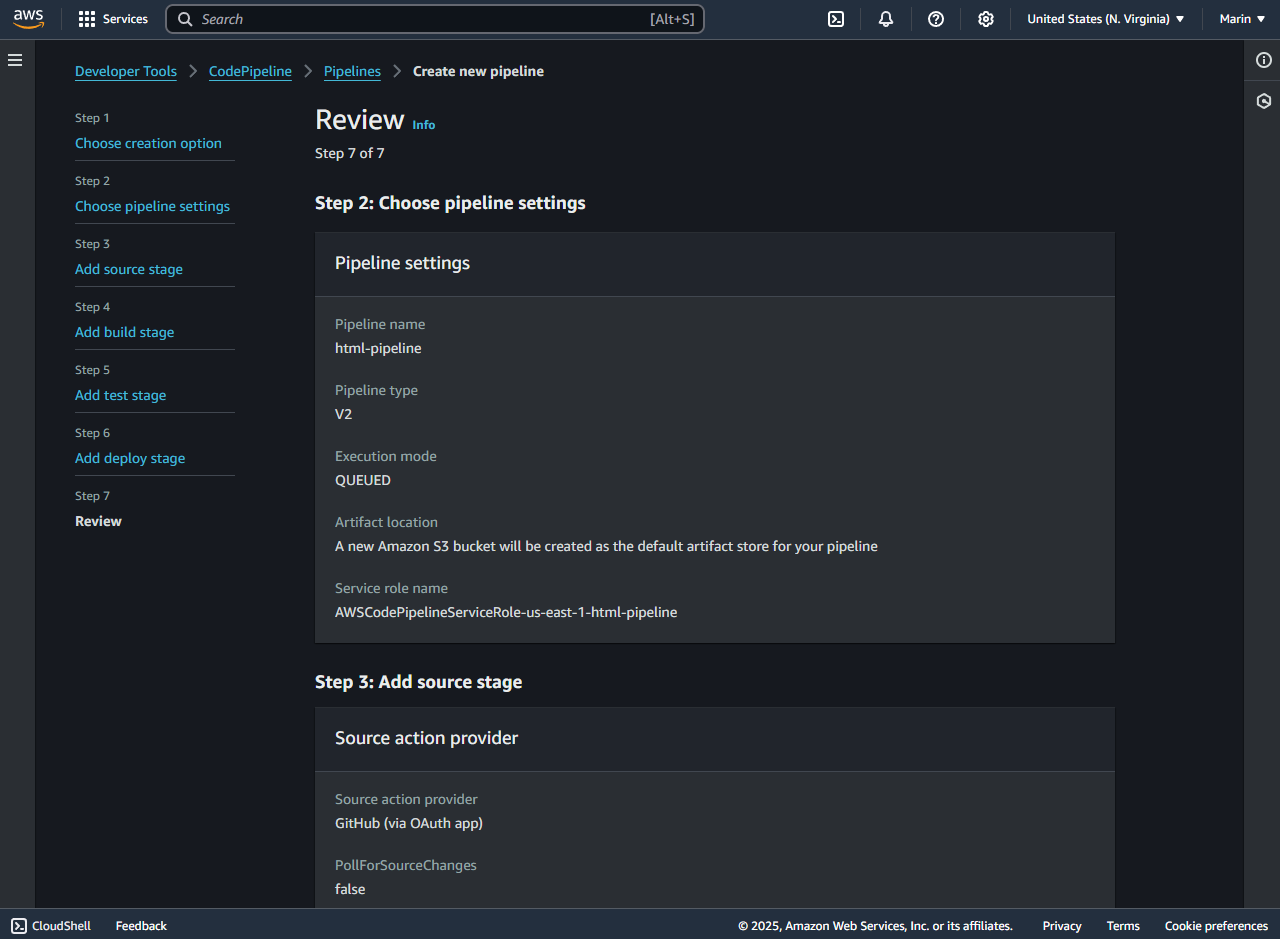 aws Services Search [Alt+S] United States (N. Virginia) Marin
Developer Tools CodePipeline Pipelines Create new pipeline
Step 1
Choose creation option
Step 2
Choose pipeline settings
Step 3
Add source stage
Step 4
Add build stage
Step 5
Add test stage
Step 6
Add deploy stage
Step 7
Review
Review Info
Step 7 of 7
Step 2: Choose pipeline settings
Pipeline settings
Pipeline name
html-pipeline
Pipeline type
V2
Execution mode
QUEUED
Artifact location
A new Amazon S3 bucket will be created as the default artifact store for your pipeline
Service role name
AWSCodePipelineServiceRole-us-east-1-html-pipeline
Step 3: Add source stage
Source action provider
Source action provider
GitHub (via OAuth app)
PollForSourceChanges
false
CloudShell Feedback © 2025, Amazon Web Services, Inc. or its affiliates. Privacy Terms Cookie preferences